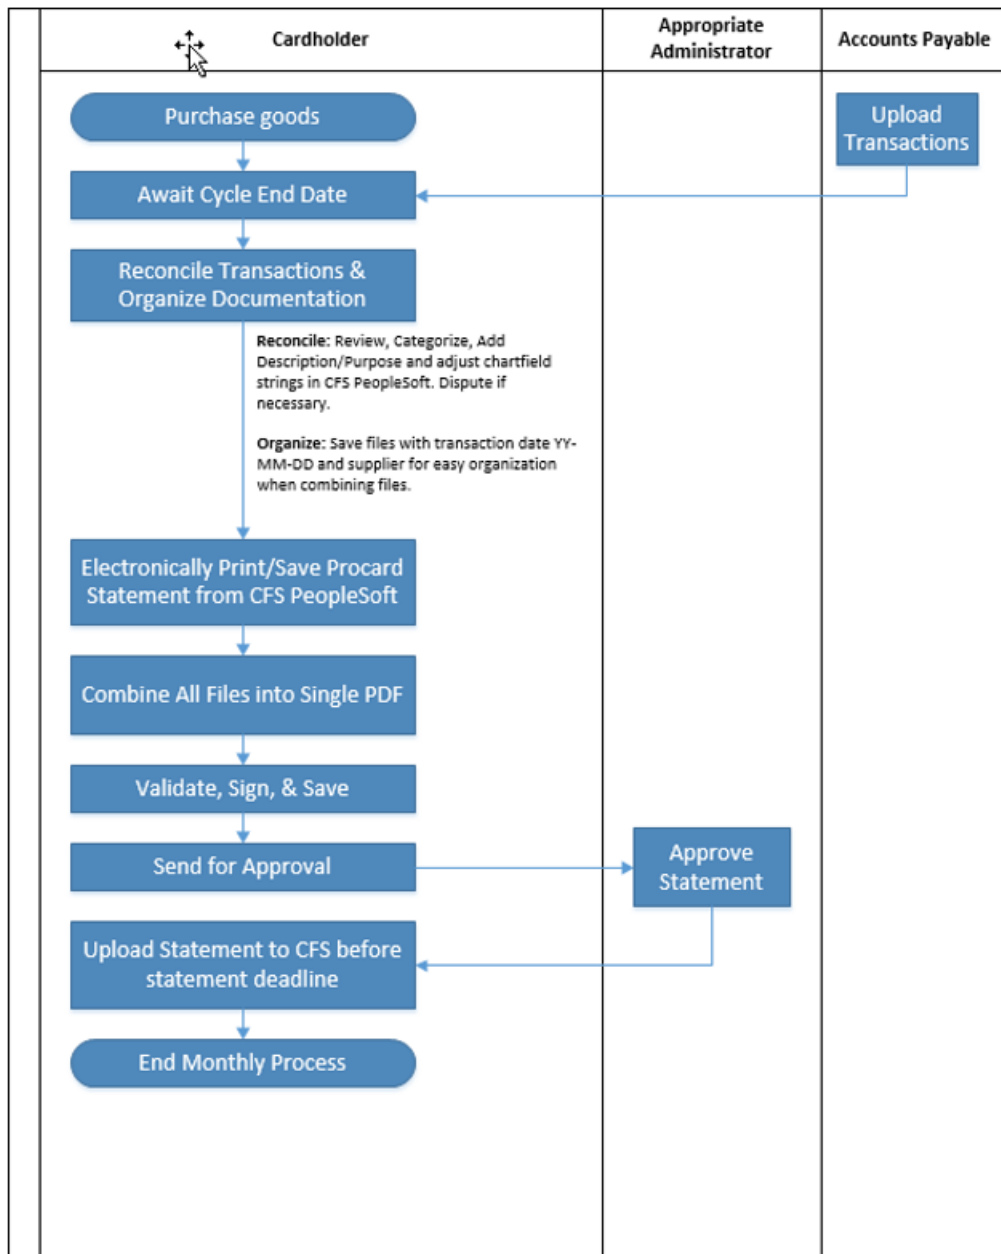 Cardholder
Appropriate
Administrator
Accounts Payable
Purchase goods
Upload
Transactions
Await Cycle End Date
Reconcile Transactions &
Organize Documentation
Reconcile: Review, Categorize, Add
Description/Purpose and adjust chartfield
strings in CFS PeopleSoft. Dispute if
necessary.
Organize: Save files with transaction date YY-
MM-DD and supplier for easy organization
when combining files.
Electronically Print/Save Procard
Statement from CFS PeopleSoft
Combine All Files into Single PDF
Validate, Sign, & Save
Send for Approval
Approve
Statement
Upload Statement to CFS before
statement deadline
End Monthly Process